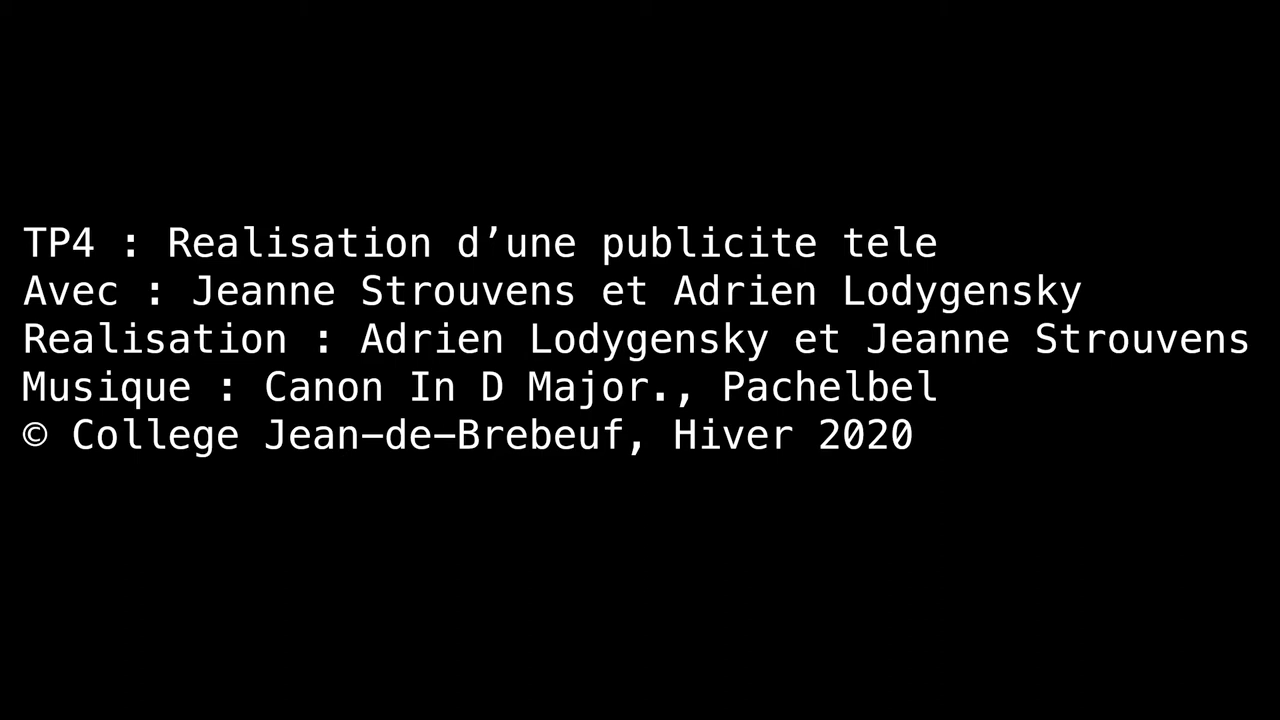 TP4 : Realisation d’une publicite tele
Avec : Jeanne Strouvens et Adrien Lodygensky
Realisation : Adrien Lodygensky et Jeanne Strouvens
Musique : Canon In D Major., Pachelbel
© College Jean-de-Brebeuf, Hiver 2020